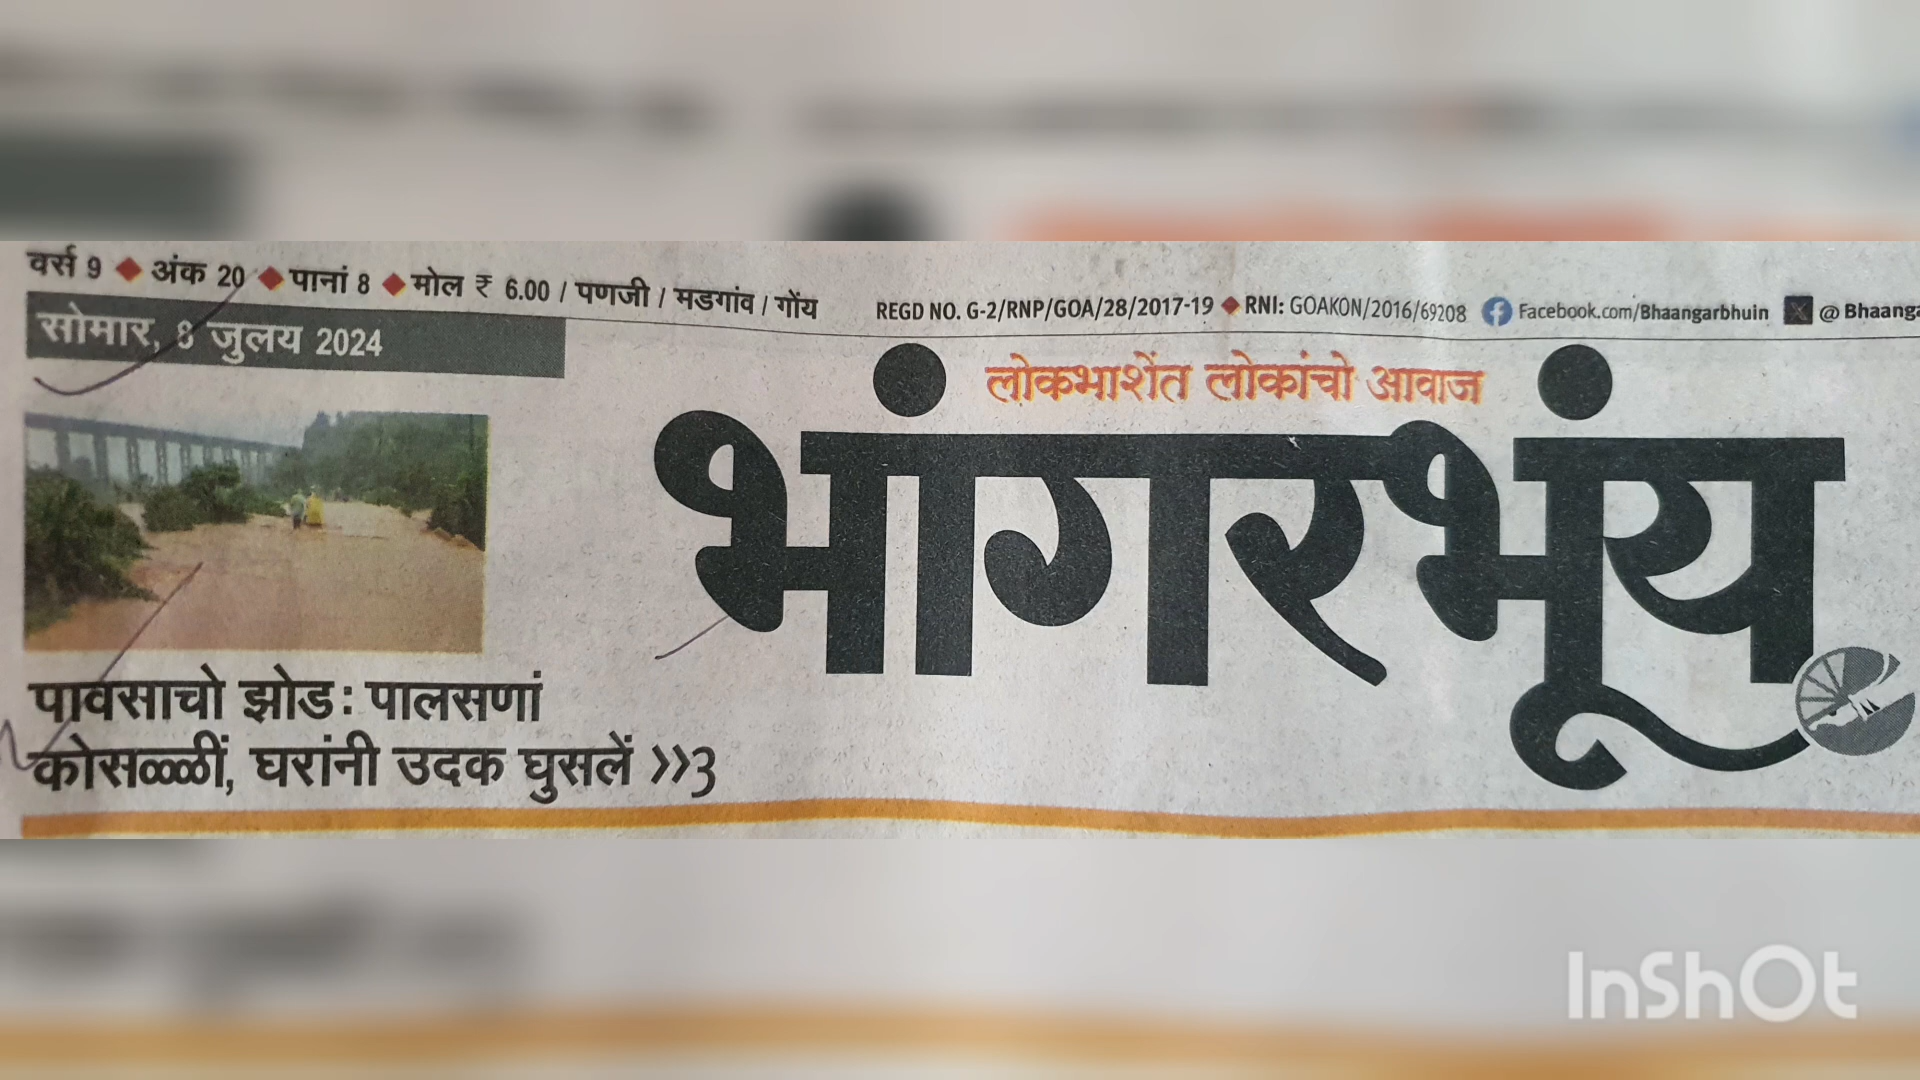 वर्स 9 ◆ अंक 20 ◆ पानां 8 ◆ मोल ₹ 6.00 / पणजी / मडगांव / गोंय
REGD NO. G-2/RNP/GOA/28/2017-19 ◆ RNI: GOAKON/2016/69208 Facebook.com/Bhaangarbhuin X @ Bhaanga
सोमार, 8 जुलय 2024
लोकभाशेंत लोकांचो आवाज
भांगरभूंय
पावसाचो झोड: पालसणां
कोसळ्ळीं, घरांनी उदक घुसलें >>3
InShOt